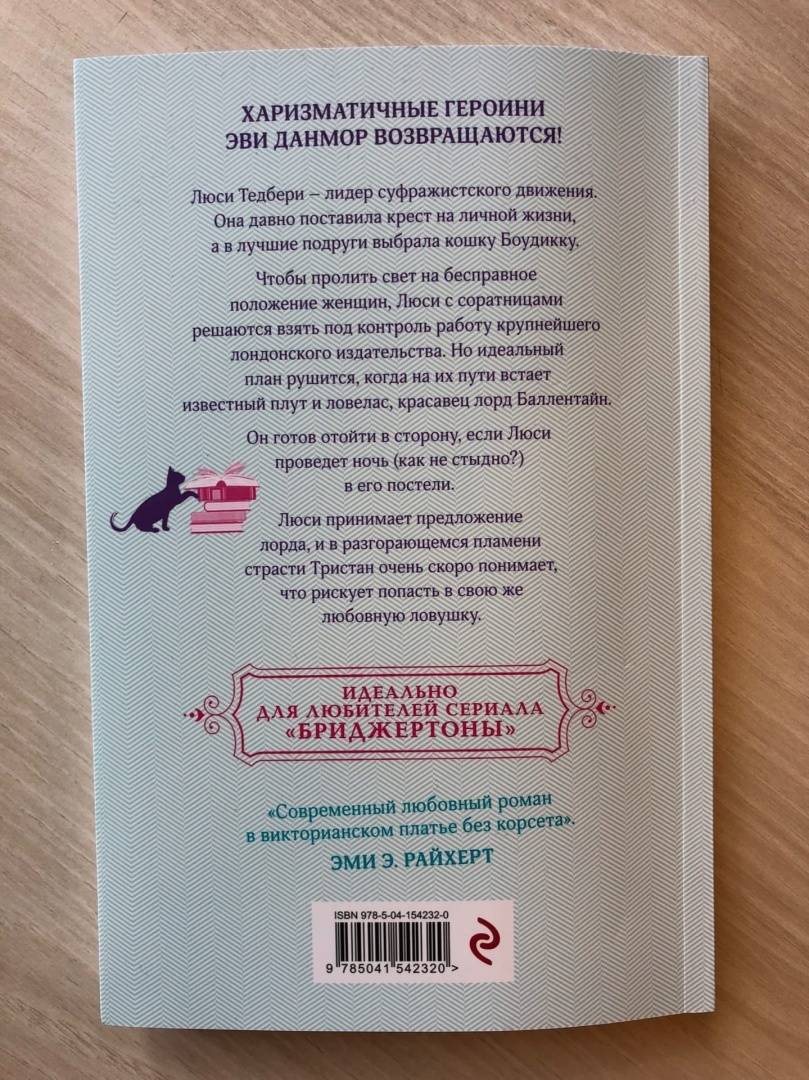 ХАРИЗМАТИЧНЫЕ ГЕРОИНИ
ЭВИ ДАНМОР ВОЗВРАЩАЮТСЯ!
Люси Тедбери – лидер суфражистского движения.
Она давно поставила крест на личной жизни,
а в лучшие подруги выбрала кошку Боудикку.
Чтобы пролить свет на бесправное
положение женщин, Люси с соратницами
решаются взять под контроль работу крупнейшего
лондонского издательства. Но идеальный
план рушится, когда на их пути встает
известный плут и ловелас, красавец лорд Баллентайн.
Он готов отойти в сторону, если Люси
проведет ночь (как не стыдно?)
в его постели.
Люси принимает предложение
лорда, и в разгорающемся пламени
страсти Тристан очень скоро понимает,
что рискует попасть в свою же
любовную ловушку.
ИДЕАЛЬНО
ДЛЯ ЛЮБИТЕЛЕЙ СЕРИАЛА
«БРИДЖЕРТОНЫ»
«Современный любовный роман
в викторианском платье без корсета».
ЭМИ Э. РАЙХЕРТ
ISBN 978-5-04-154232-0
9 785041 542320 >